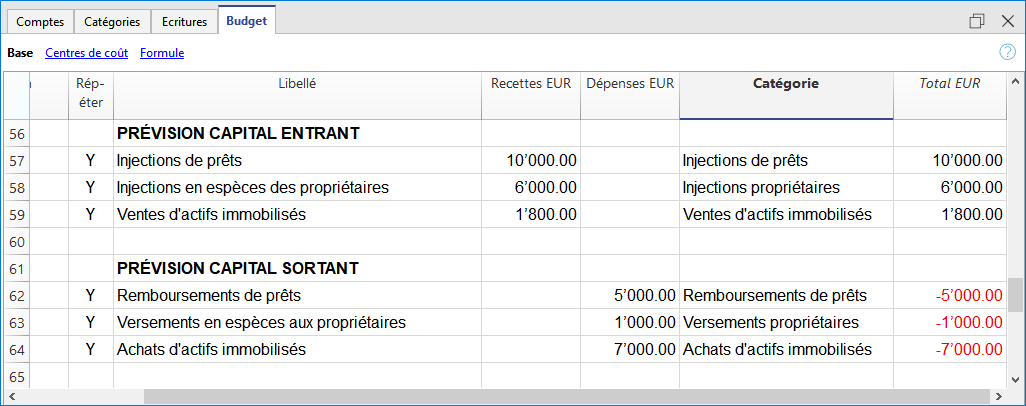 Comptes Catégories Ecritures Budget
Base Centres de coût Formule ?
Rép- Libellé Recettes EUR Dépenses EUR Catégorie Total EUR
éter
56 PRÉVISION CAPITAL ENTRANT
57 Y Injections de prêts 10’000.00 Injections de prêts 10’000.00
58 Y Injections en espèces des propriétaires 6’000.00 Injections propriétaires 6’000.00
59 Y Ventes d'actifs immobilisés 1’800.00 Ventes d'actifs immobilisés 1’800.00
60
61 PRÉVISION CAPITAL SORTANT
62 Y Remboursements de prêts 5’000.00 Remboursements de prêts -5’000.00
63 Y Versements en espèces aux propriétaires 1’000.00 Versements propriétaires -1’000.00
64 Y Achats d'actifs immobilisés 7’000.00 Achats d'actifs immobilisés -7’000.00
65